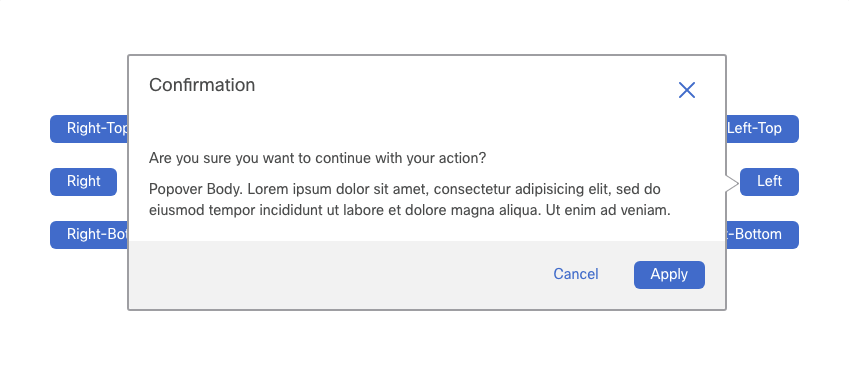 Confirmation
Right-Top
Left-Top
Are you sure you want to continue with your action?
Right
Left
Popover Body. Lorem ipsum dolor sit amet, consectetur adipisicing elit, sed do
eiusmod tempor incididunt ut labore et dolore magna aliqua. Ut enim ad veniam.
-Bottom
Cancel
Apply